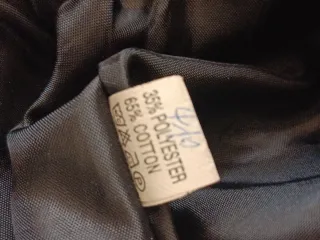 35% POLYESTER
65% COTTON